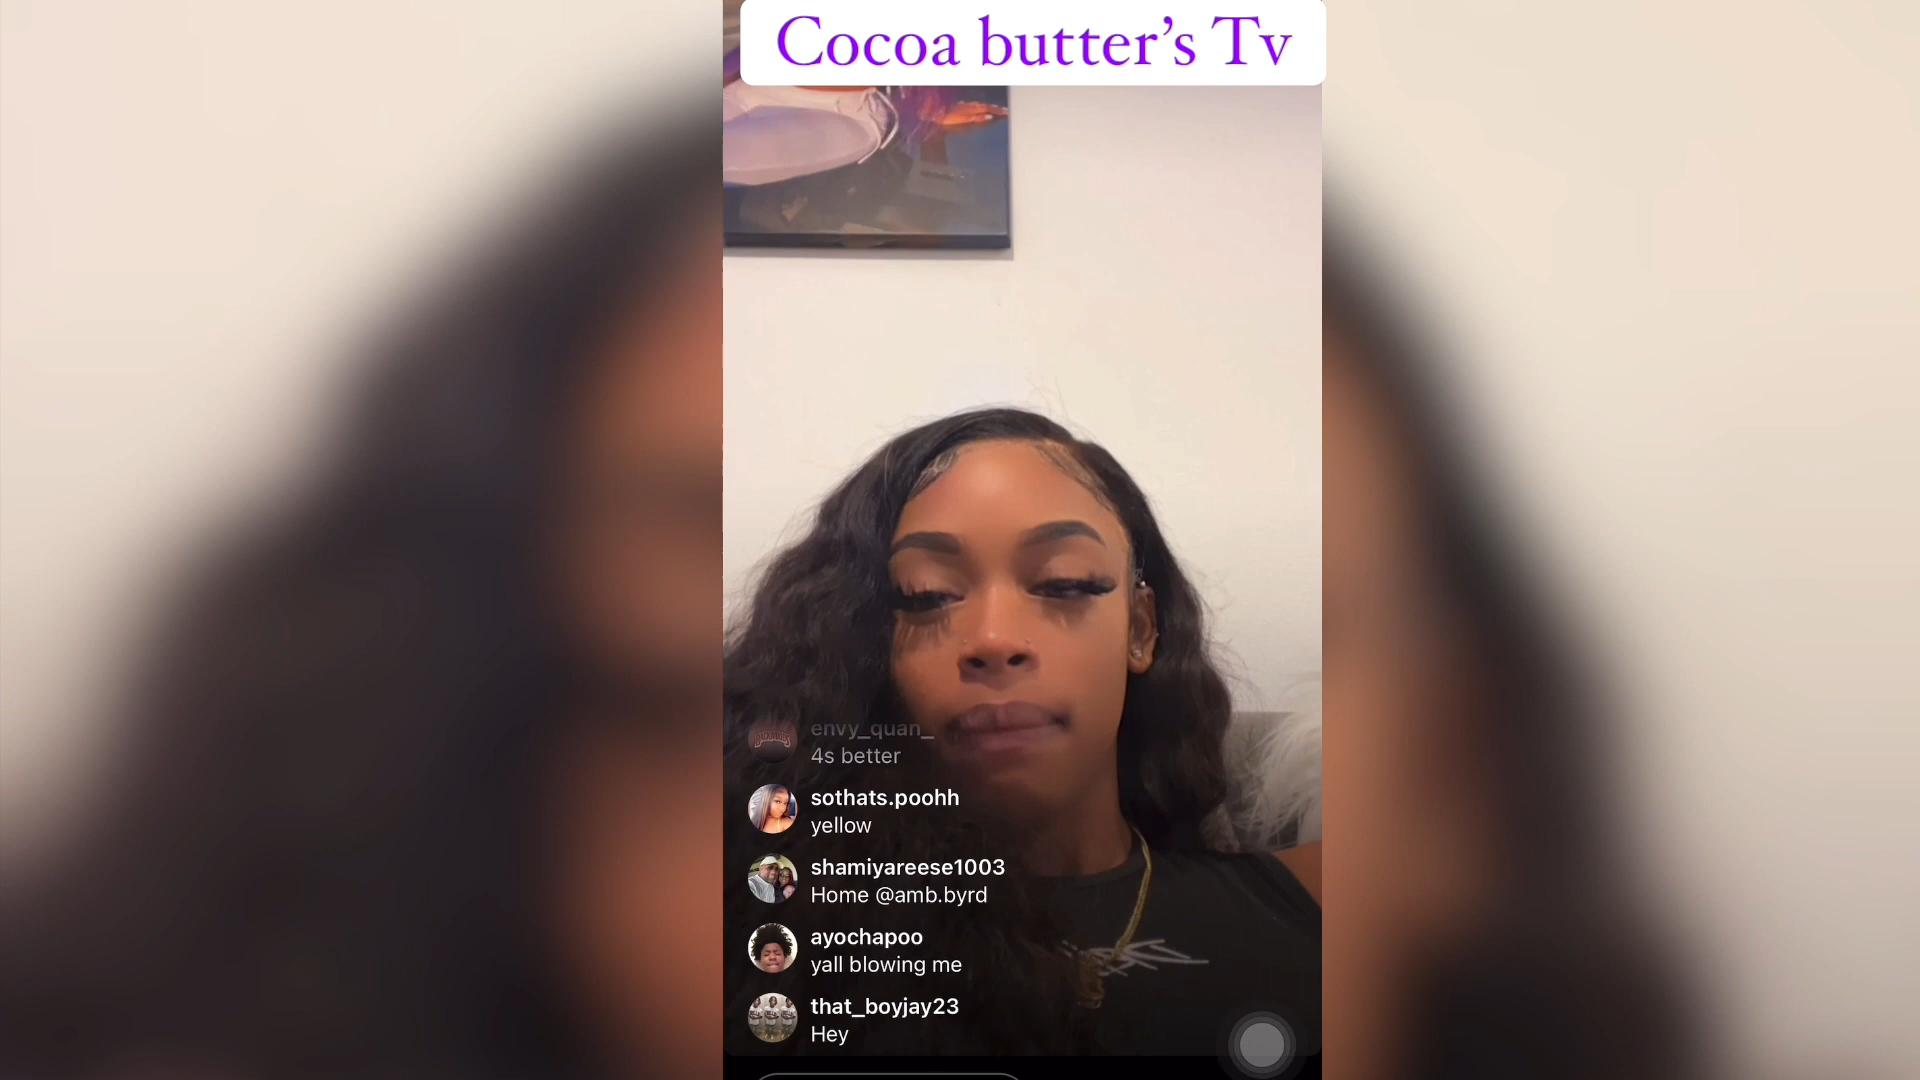 Cocoa butter’s Tv
envy_quan_
4s better
sothats.poohh
yellow
shamiyareese1003
Home @amb.byrd
ayochapoo
yall blowing me
that_boyjay23
Hey